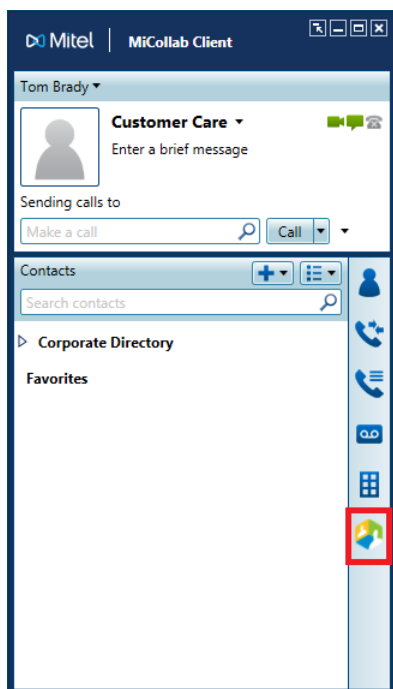 Mitel | MiCollab Client
Tom Brady
Customer Care
Enter a brief message
Sending calls to
Make a call
Call
Contacts
Search contacts
Corporate Directory
Favorites